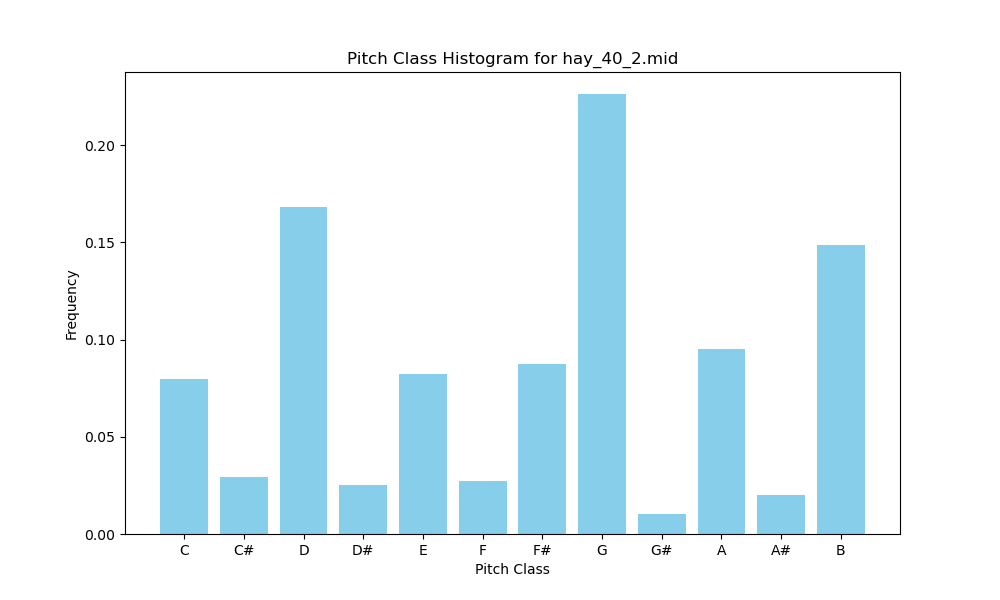 Pitch Class Histogram for hay_40_2.mid
Frequency
0.20
0.15
0.10
0.05
0.00
C C# D D# E F F# G G# A A# B
Pitch Class